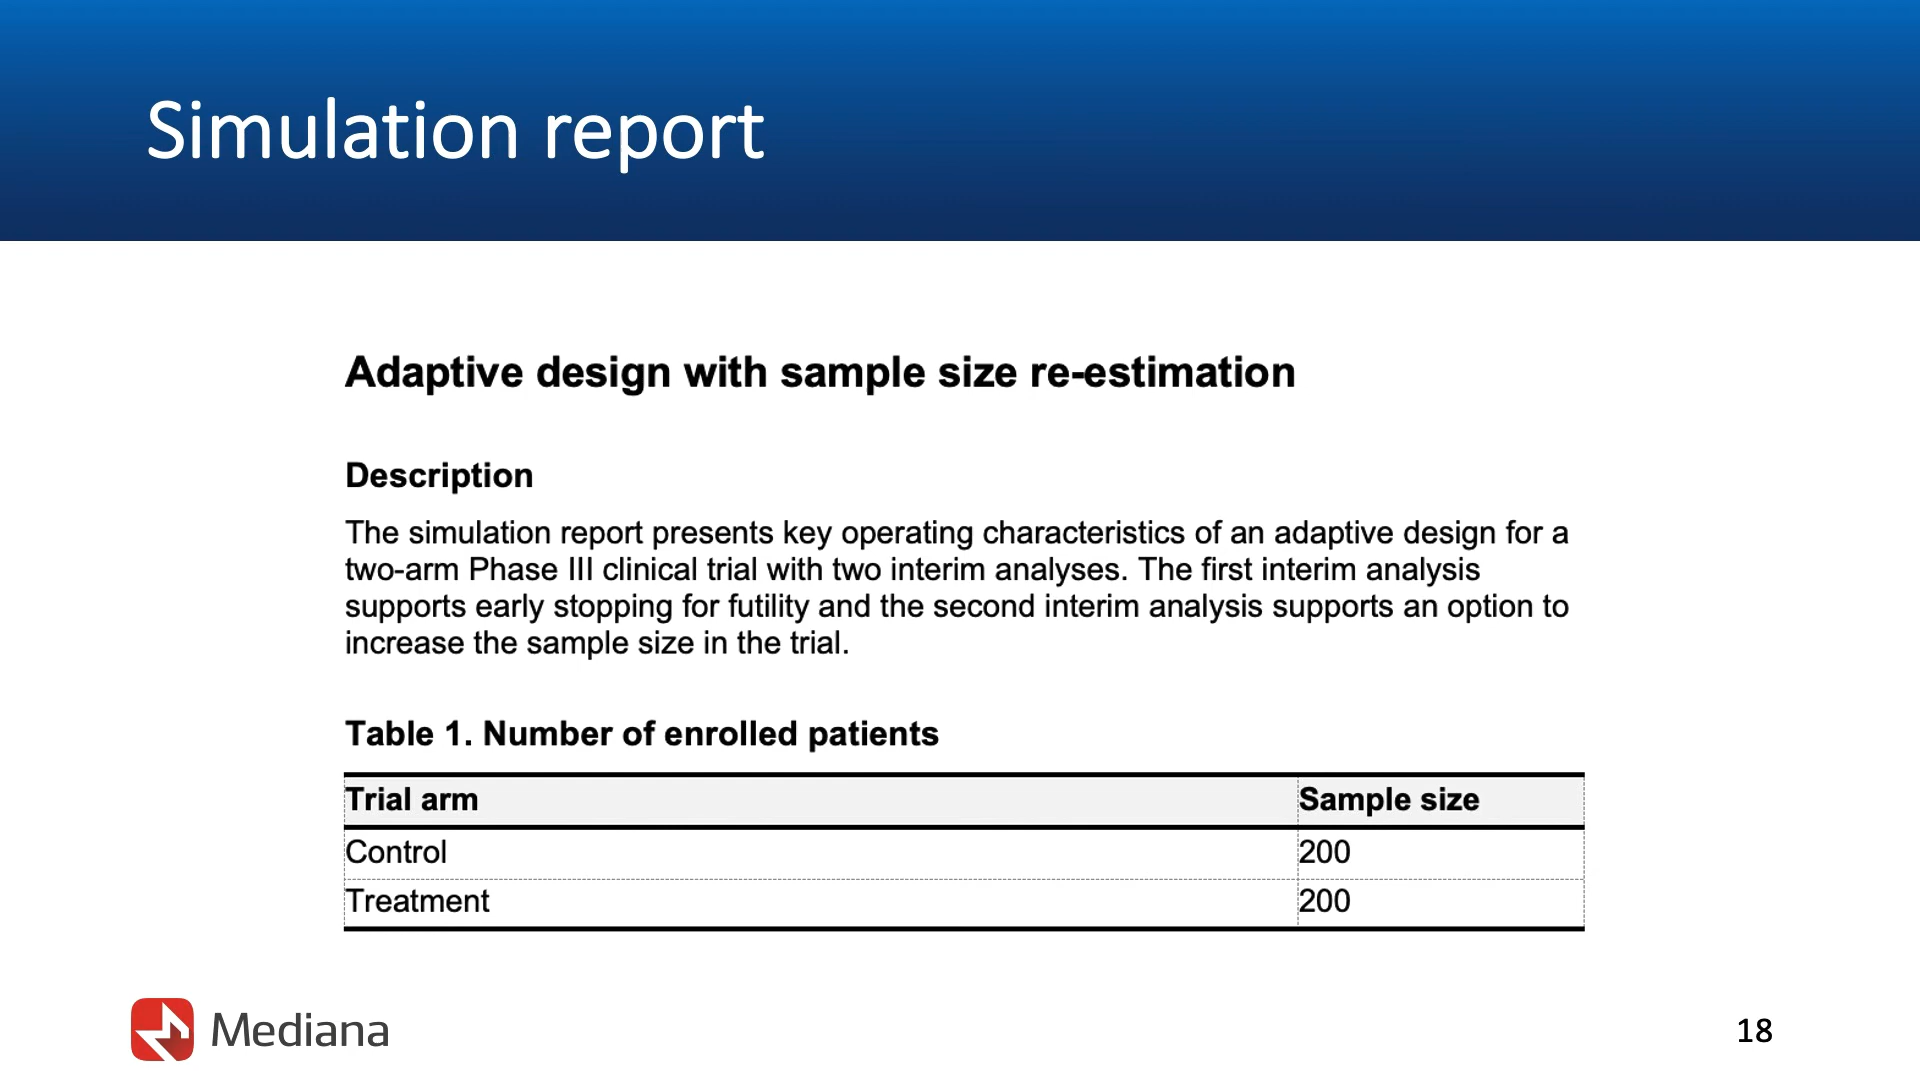 Simulation report
Adaptive design with sample size re-estimation
Description
The simulation report presents key operating characteristics of an adaptive design for a
two-arm Phase III clinical trial with two interim analyses. The first interim analysis
supports early stopping for futility and the second interim analysis supports an option to
increase the sample size in the trial.
Table 1. Number of enrolled patients
Trial arm Sample size
Control 200
Treatment 200
Mediana
18